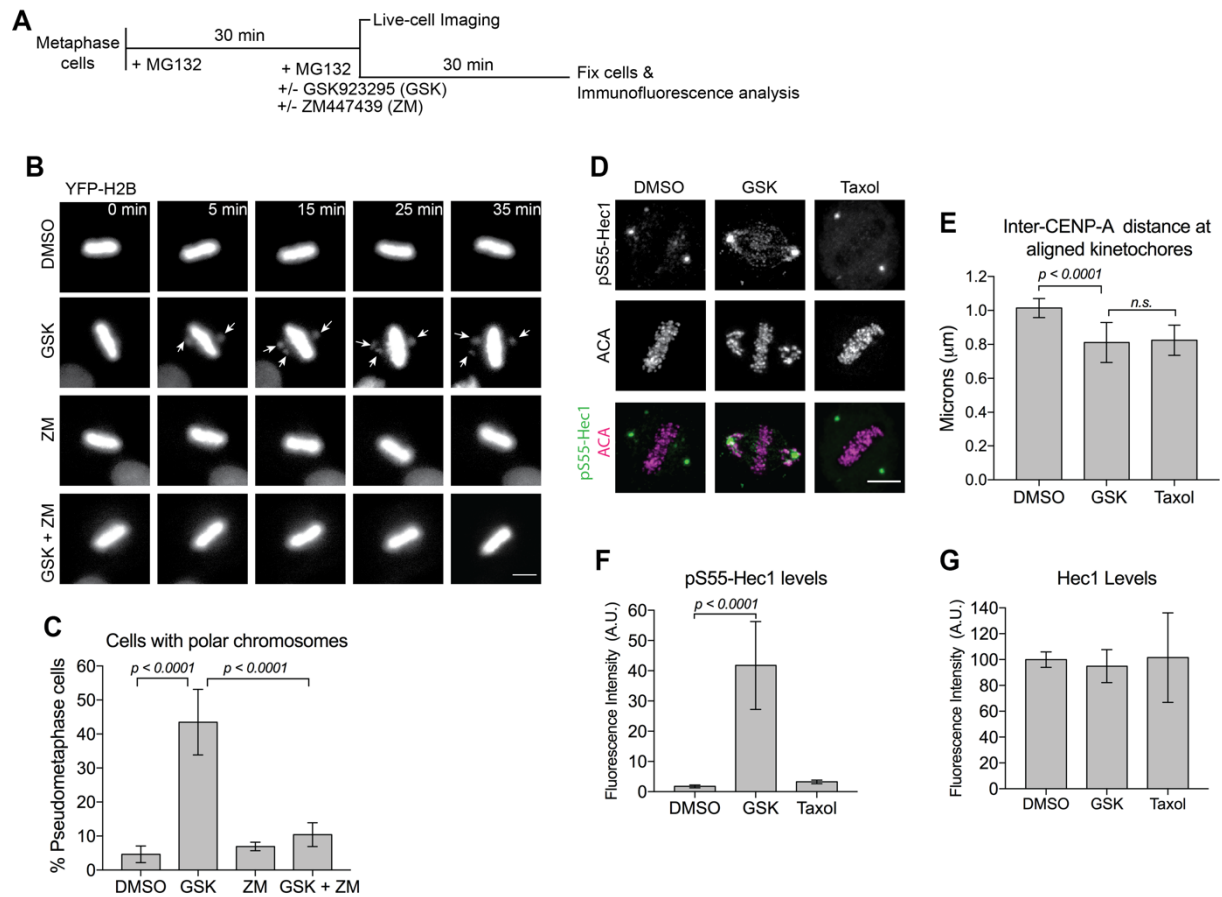 A
Metaphase
cells
30 min
+ MG132
Live-cell Imaging
+ MG132
+/- GSK923295 (GSK)
+/- ZM447439 (ZM)
30 min
Fix cells &
Immunofluorescence analysis
B
YFP-H2B
0 min
5 min
15 min
25 min
35 min
DMSO
GSK
ZM
GSK + ZM
C
Cells with polar chromosomes
p < 0.0001
p < 0.0001
% Pseudometaphase cells
60
50
40
30
20
10
0
DMSO
GSK
ZM
GSK + ZM
D
DMSO
GSK
Taxol
pS55-Hec1
ACA
pS55-Hec1
ACA
E
Inter-CENP-A distance at
aligned kinetochores
p < 0.0001
n.s.
Microns (μm)
1.2
1.0
0.8
0.6
0.4
0.2
0.0
DMSO
GSK
Taxol
F
pS55-Hec1 levels
p < 0.0001
Fluorescence Intensity (A.U.)
60
50
40
30
20
10
0
DMSO
GSK
Taxol
G
Hec1 Levels
Fluorescence Intensity (A.U.)
140
120
100
80
60
40
20
0
DMSO
GSK
Taxol